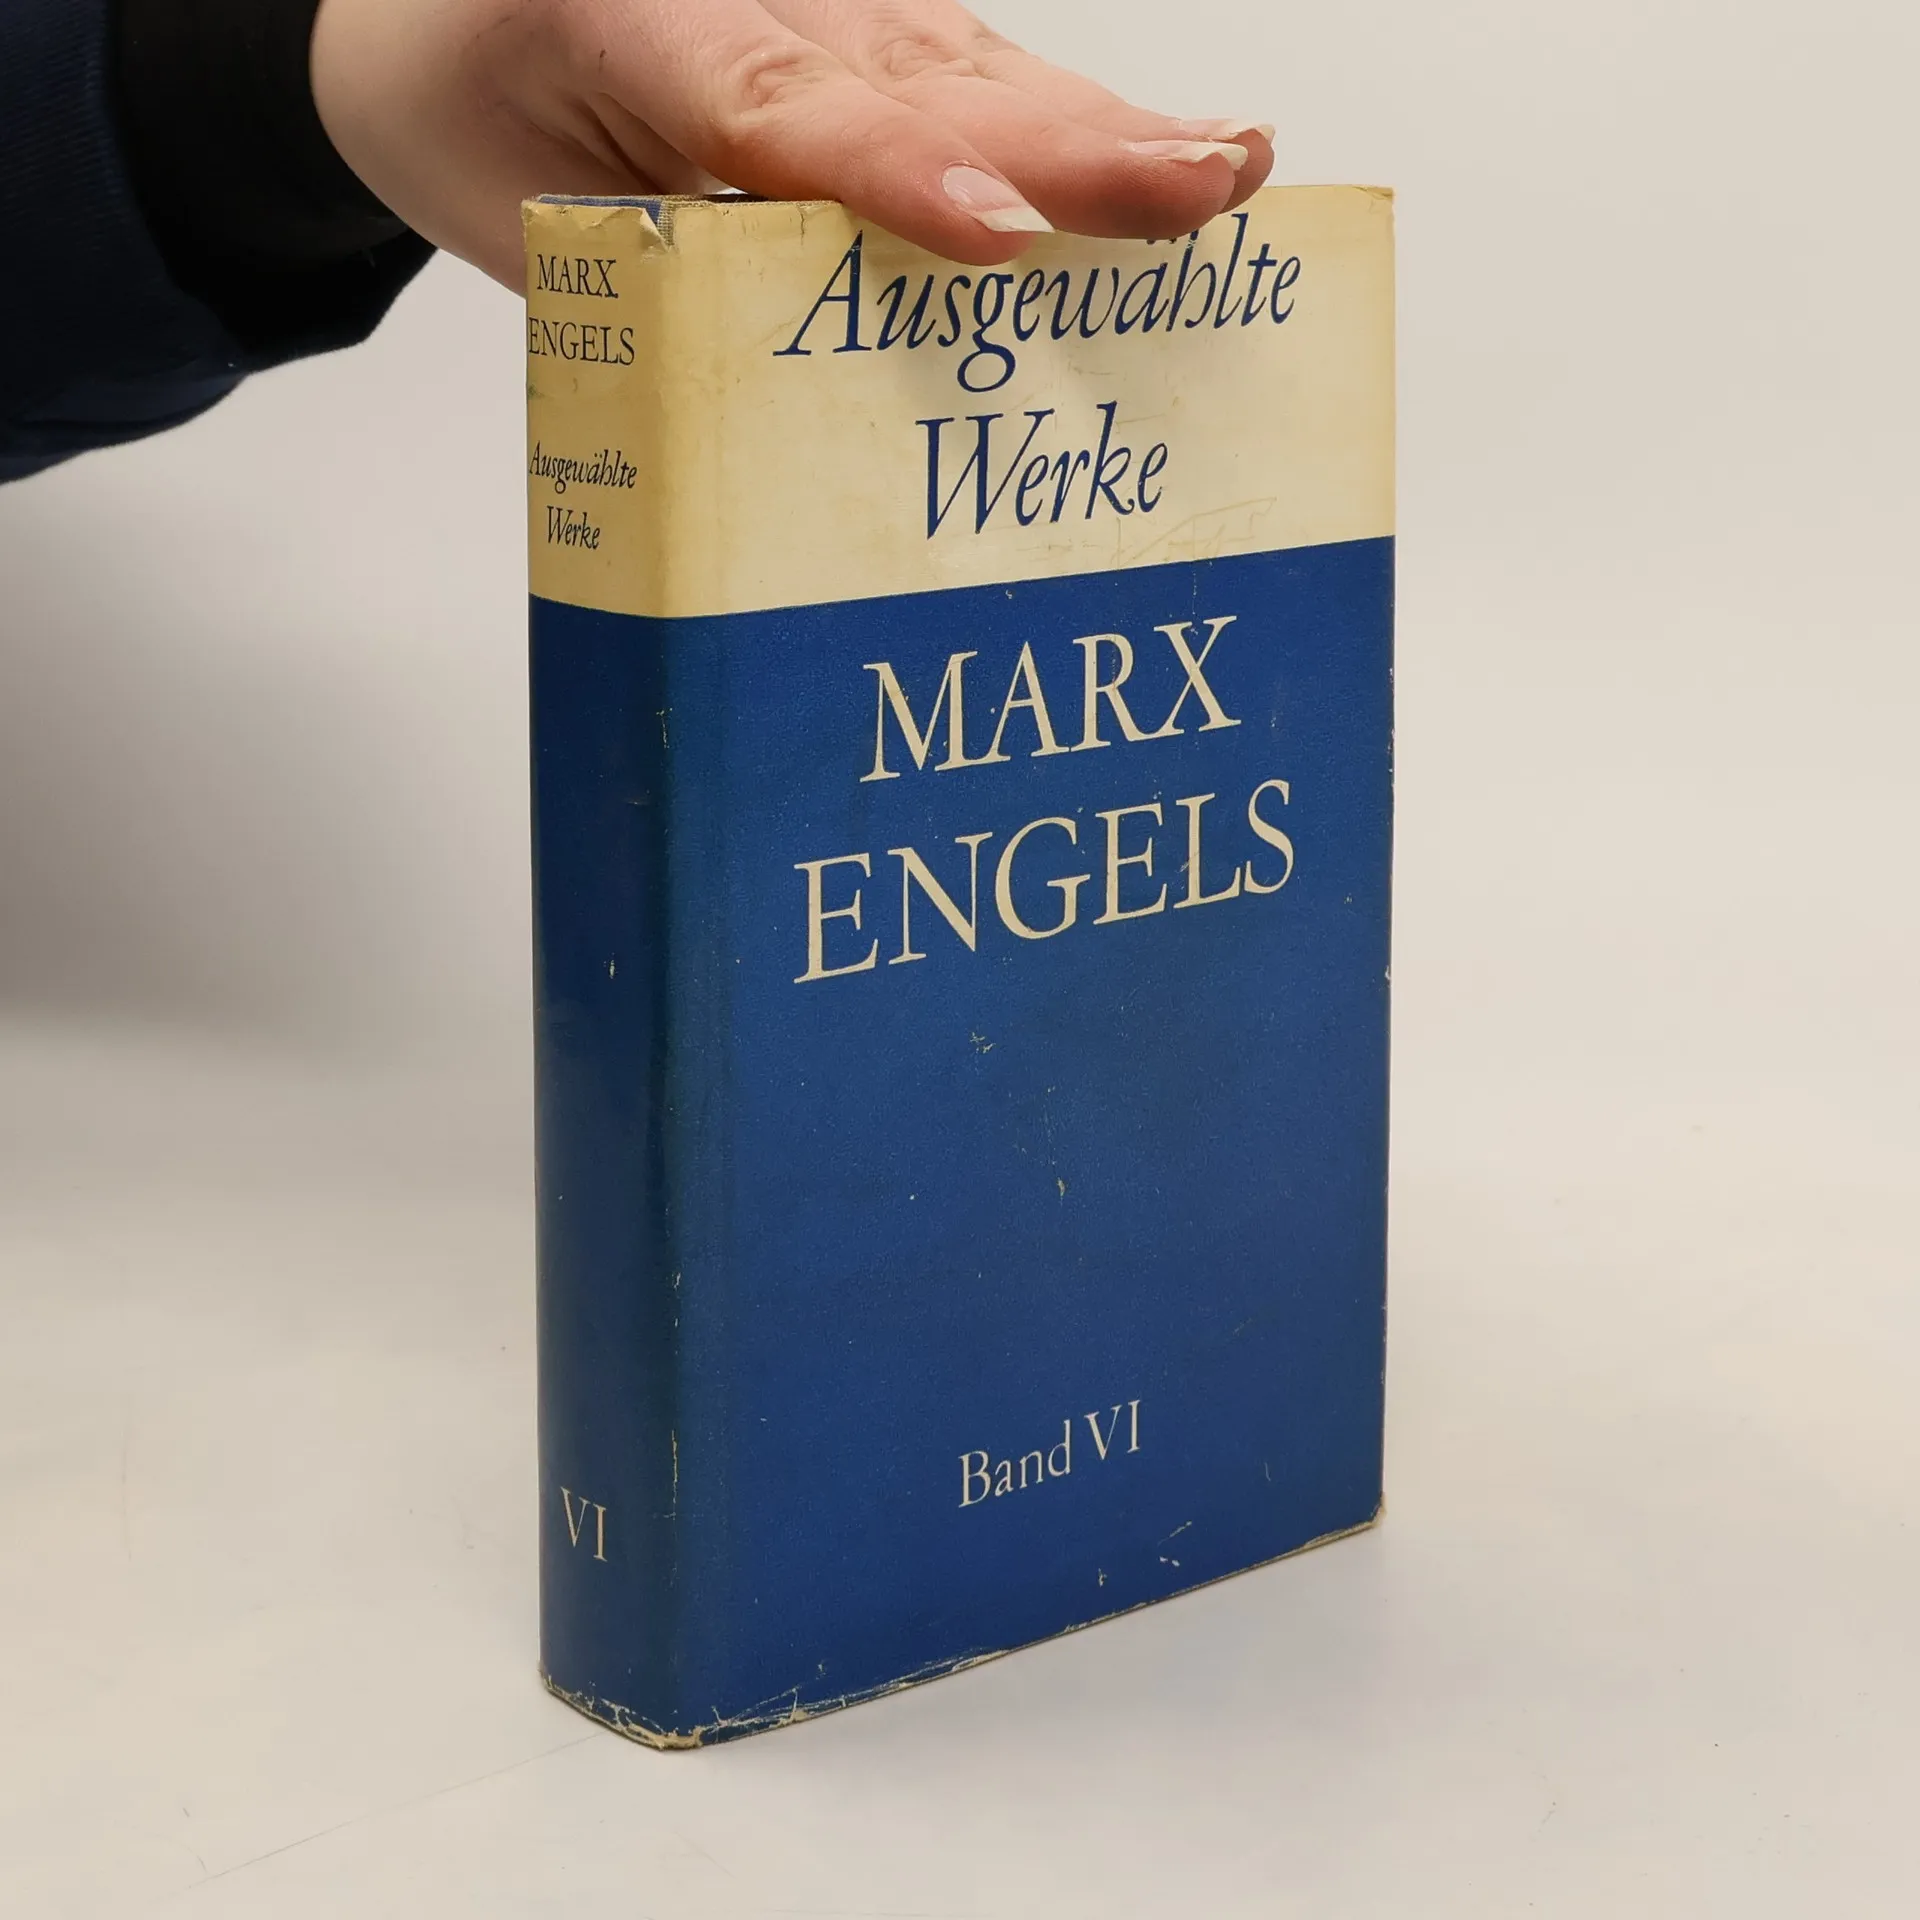 MARX
ENGELS
Ausgewählte
Werke
VI
Ausgewählte
Werke
MARX
ENGELS
Band VI